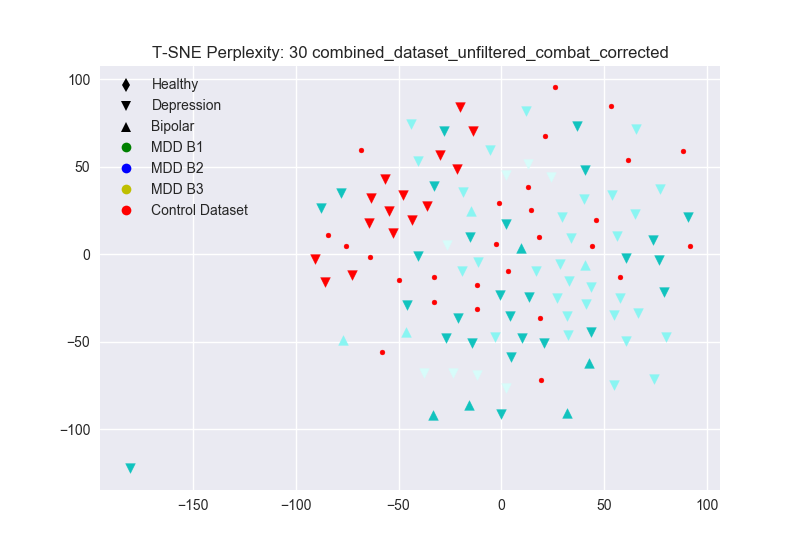 T-SNE Perplexity: 30 combined_dataset_unfiltered_combat_corrected
Healthy
Depression
Bipolar
MDD B1
MDD B2
MDD B3
Control Dataset
100
50
0
−50
−100
−150
−100
−50
0
50
100